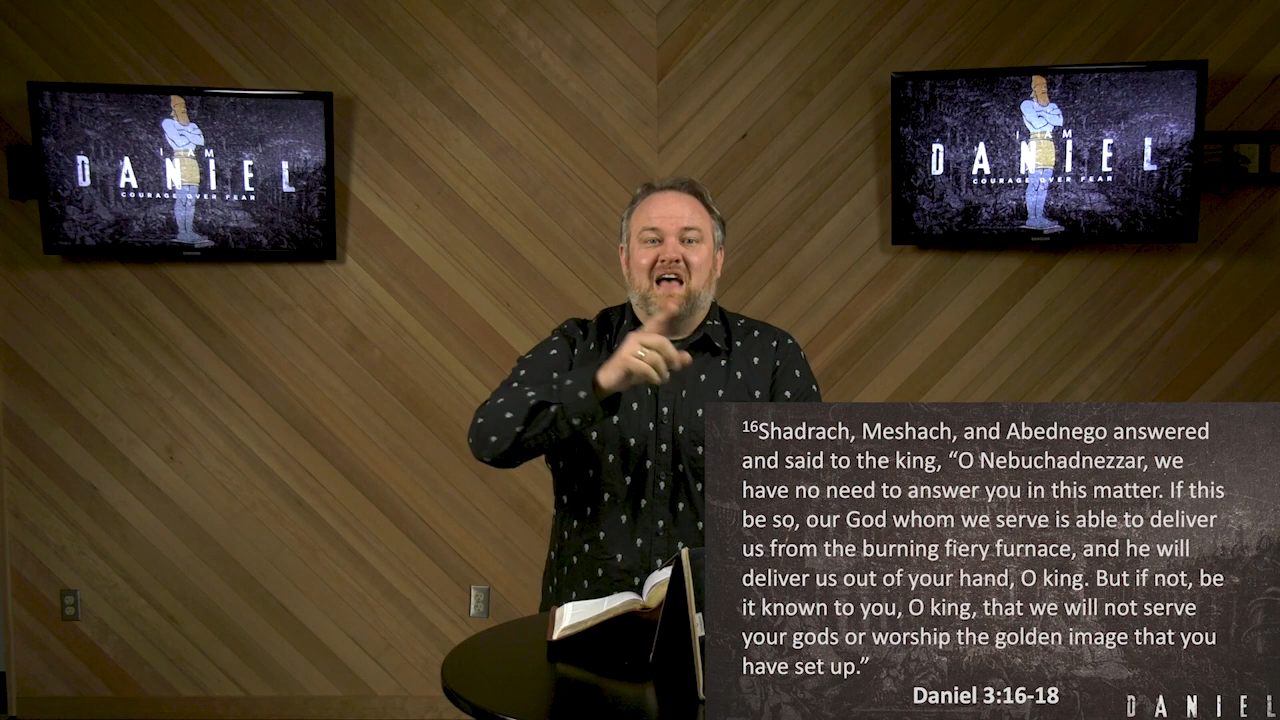 I AM
DANIEL
COURAGE OVER FEAR
I AM
DANIEL
COURAGE OVER FEAR
SAMSUNG
16Shadrach, Meshach, and Abednego answered
and said to the king, “O Nebuchadnezzar, we
have no need to answer you in this matter. If this
be so, our God whom we serve is able to deliver
us from the burning fiery furnace, and he will
deliver us out of your hand, O king. But if not, be
it known to you, O king, that we will not serve
your gods or worship the golden image that you
have set up.”
Daniel 3:16-18
DANIEL